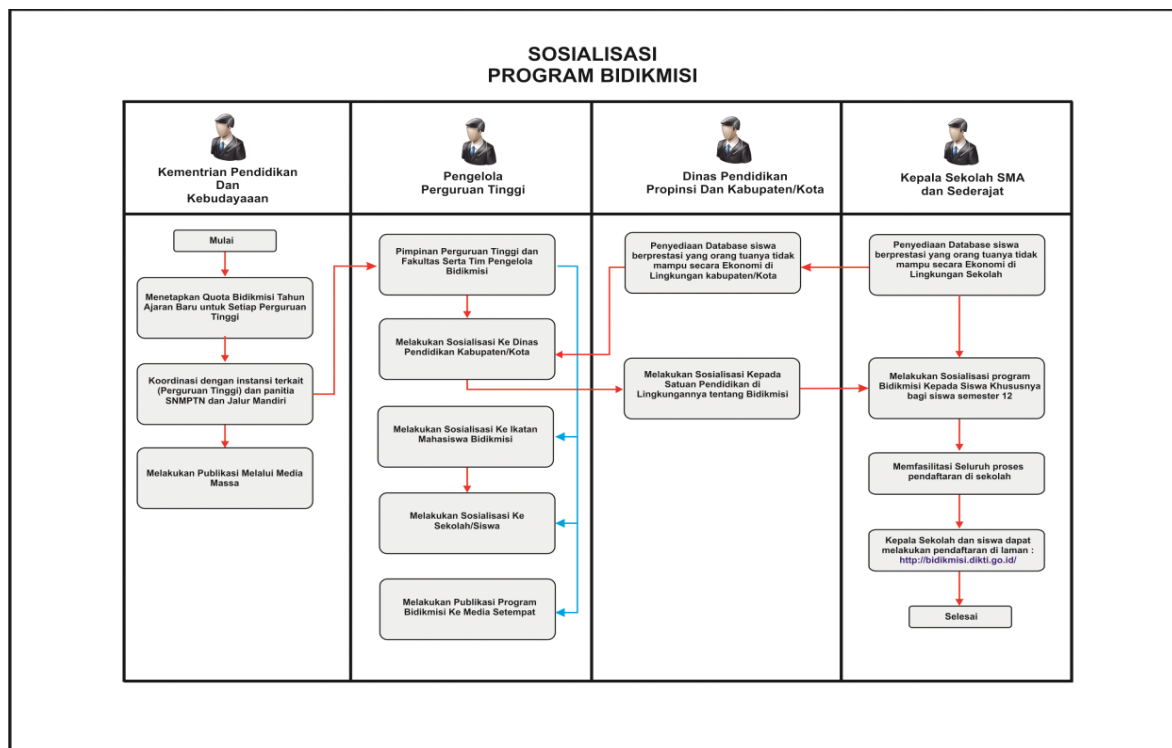 SOSIALISASI
PROGRAM BIDIKMISI
Kementrian Pendidikan
Dan
Kebudayaaan
Pengelola
Perguruan Tinggi
Dinas Pendidikan
Propinsi Dan Kabupaten/Kota
Kepala Sekolah SMA
dan Sederajat
Mulai
Menetapkan Quota Bidikmisi Tahun
Ajaran Baru untuk Setiap Perguruan
Tinggi
Koordinasi dengan instansi terkait
(Perguruan Tinggi) dan panitia
SNMPTN dan Jalur Mandiri
Melakukan Publikasi Melalui Media
Massa
Pimpinan Perguruan Tinggi dan
Fakultas Serta Tim Pengelola
Bidikmisi
Melakukan Sosialisasi Ke Dinas
Pendidikan Kabupaten/Kota
Melakukan Sosialisasi Ke Ikatan
Mahasiswa Bidikmisi
Melakukan Sosialisasi Ke
Sekolah/Siswa
Melakukan Publikasi Program
Bidikmisi Ke Media Setempat
Penyediaan Database siswa
berprestasi yang orang tuanya tidak
mampu secara Ekonomi di
Lingkungan kabupaten/Kota
Melakukan Sosialisasi Kepada
Satuan Pendidikan di
Lingkungannya tentang Bidikmisi
Penyediaan Database siswa
berprestasi yang orang tuanya tidak
mampu secara Ekonomi di
Lingkungan Sekolah
Melakukan Sosialisasi program
Bidikmisi Kepada Siswa Khususnya
bagi siswa semester 12
Memfasilitasi Seluruh proses
pendaftaran di sekolah
Kepala Sekolah dan siswa dapat
melakukan pendaftaran di laman :
http://bidikmisi.dikti.go.id/
Selesai